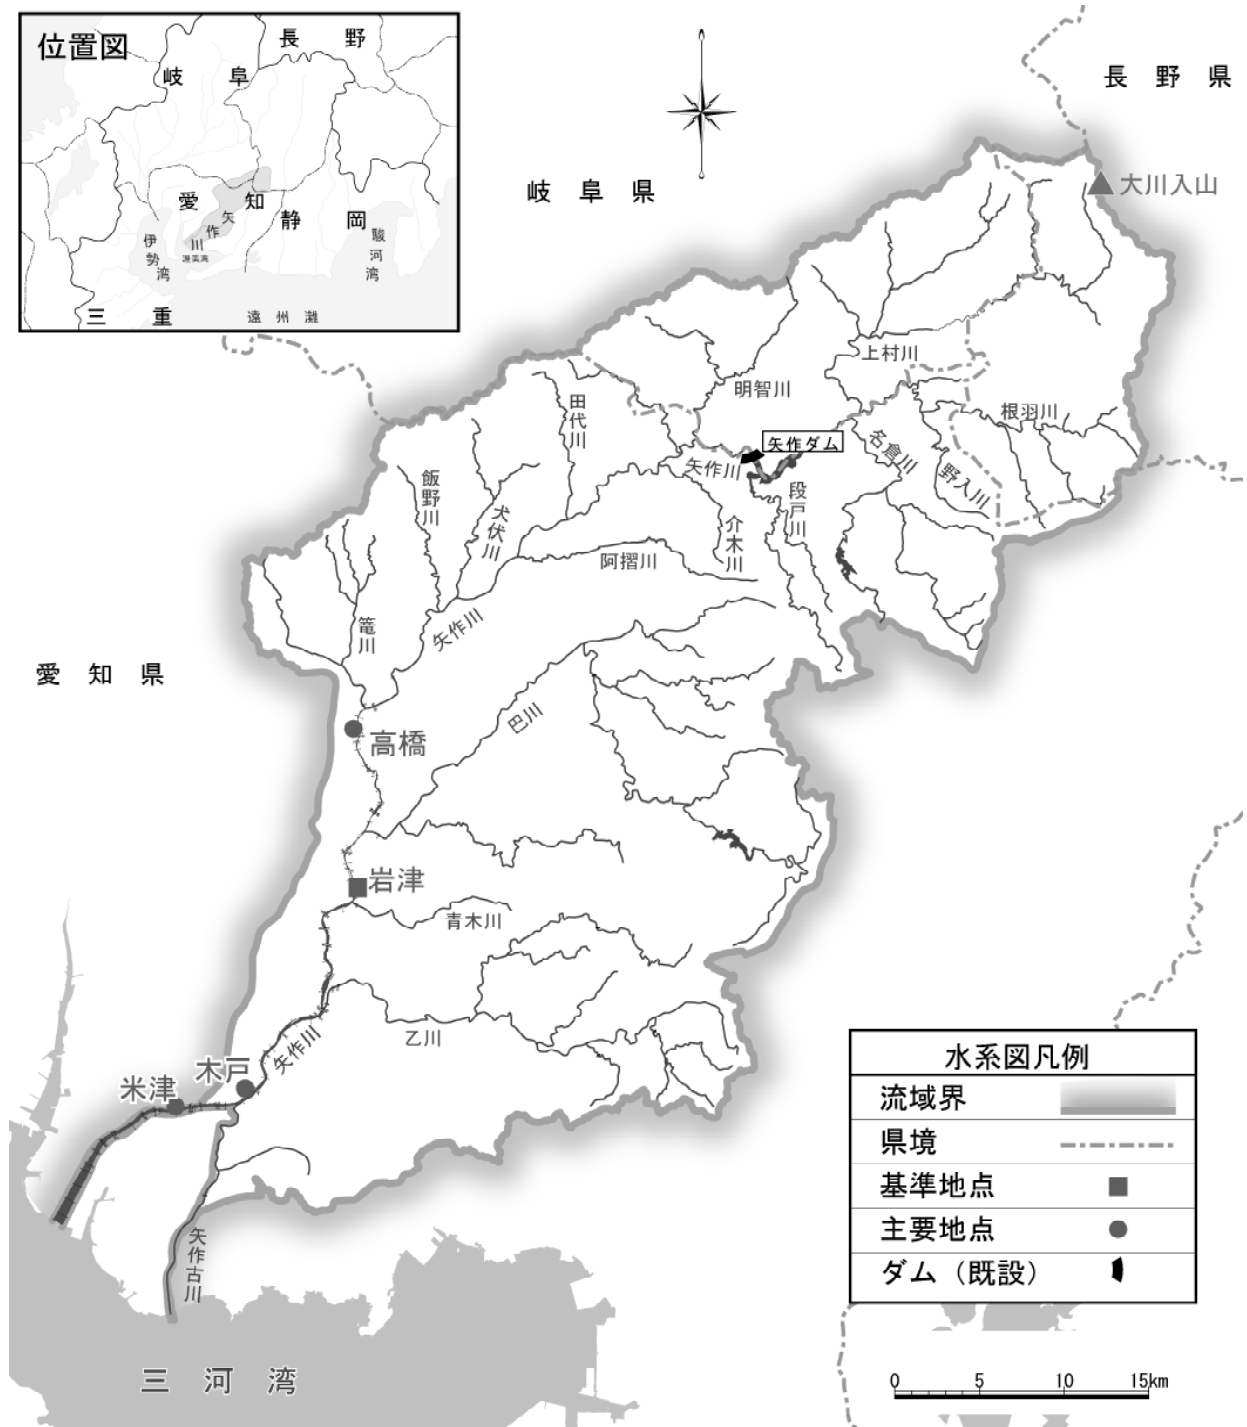 位置図
長野
岐阜
愛知
静岡
矢作川
伊勢湾
渥美湾
駿河湾
三重
遠州灘
長野県
岐阜県
大川入山
上村川
明智川
根羽川
田代川
矢作ダム
名倉川
矢作川
野入川
飯野川
犬伏川
段戸川
介木川
阿摺川
矢作川
篭川
愛知県
巴川
高橋
岩津
青木川
乙川
矢作川
木戸
米津
矢作古川
三河湾
水系図凡例
流域界
県境
基準地点
主要地点
ダム（既設）
0 5 10 15km